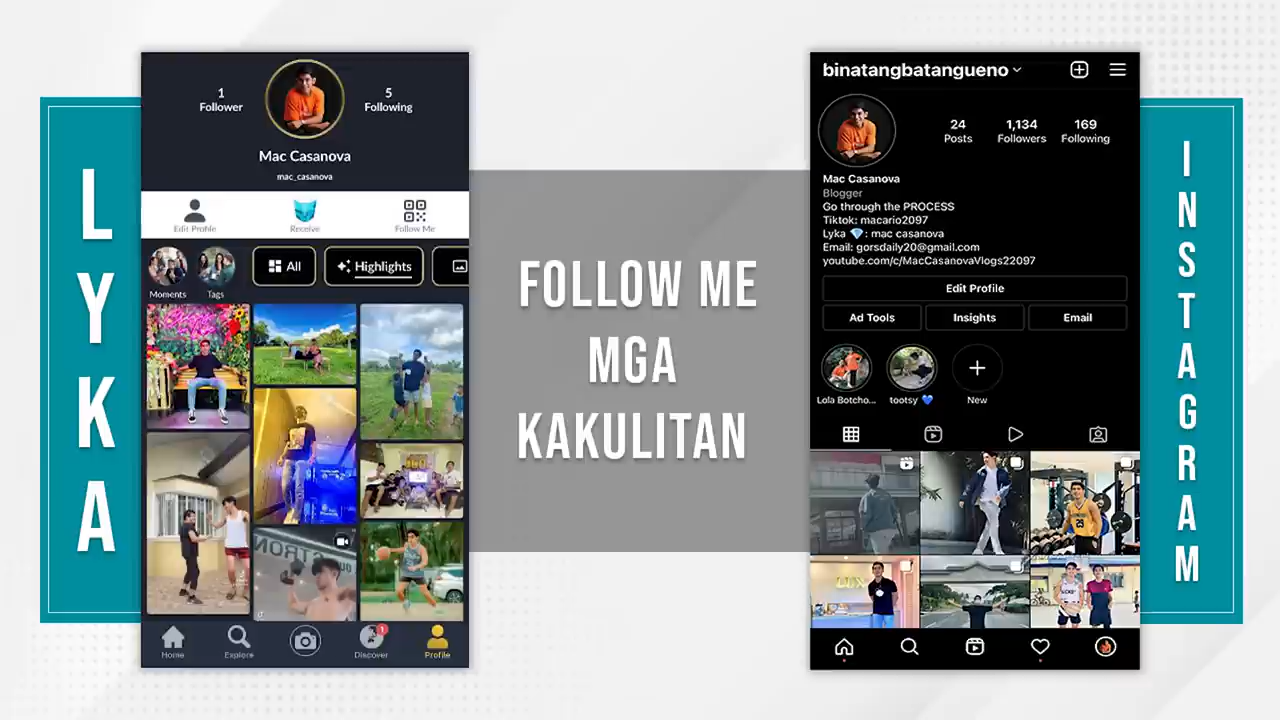 LYKA
1
Follower
5
Following
Mac Casanova
mac_casanova
Edit Profile
Receive
Follow Me
Moments
Tags
All
Highlights
Home
Explore
Discover
1
Profile
FOLLOW ME
MGA
KAKULITAN
binatangbatangueno
24
Posts
1,134
Followers
169
Following
Mac Casanova
Blogger
Go through the PROCESS
Tiktok: macario2097
Lyka 💎: mac casanova
Email: gorsdaily20@gmail.com
youtube.com/c/MacCasanovaVlogs22097
Edit Profile
Ad Tools
Insights
Email
Lola Botcho...
tootsy 💙
New
LUX
INSTAGRAM